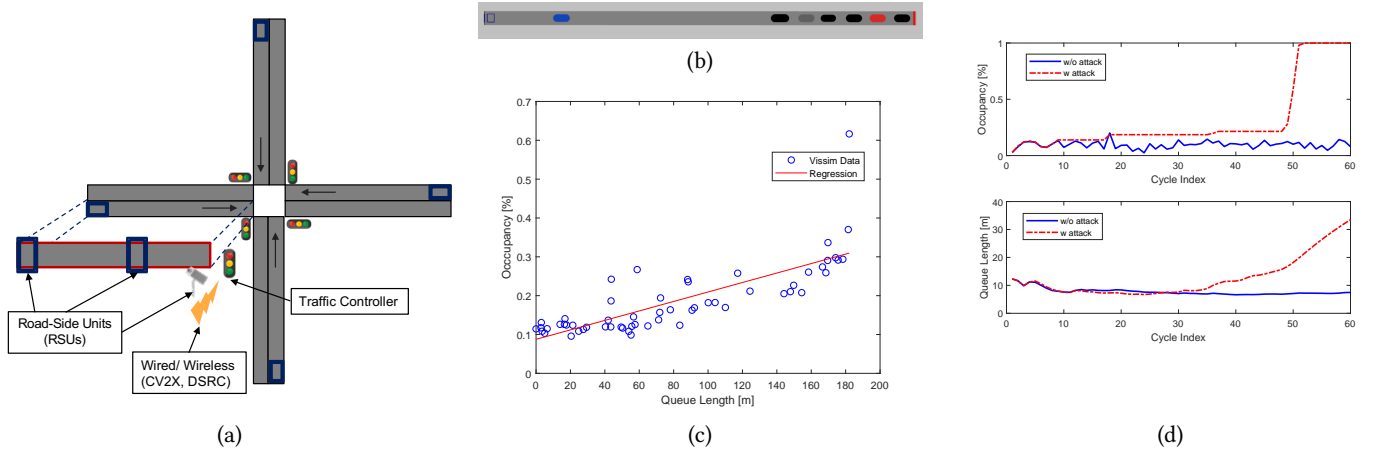 Traffic Controller
Road-Side Units
(RSUs)
Wired/ Wireless
(CV2X, DSRC)
(a)
(b)
0.7
0.6
0.5
0.4
0.3
0.2
0.1
0
Occcupancy [%]
Vissim Data
Regression
0 20 40 60 80 100 120 140 160 180 200
Queue Length [m]
(c)
1
0.5
0
Occupancy [%]
w/o attack
w attack
0 10 20 30 40 50 60
Cycle Index
40
30
20
10
0
Queue Length [m]
w/o attack
w attack
0 10 20 30 40 50 60
Cycle Index
(d)